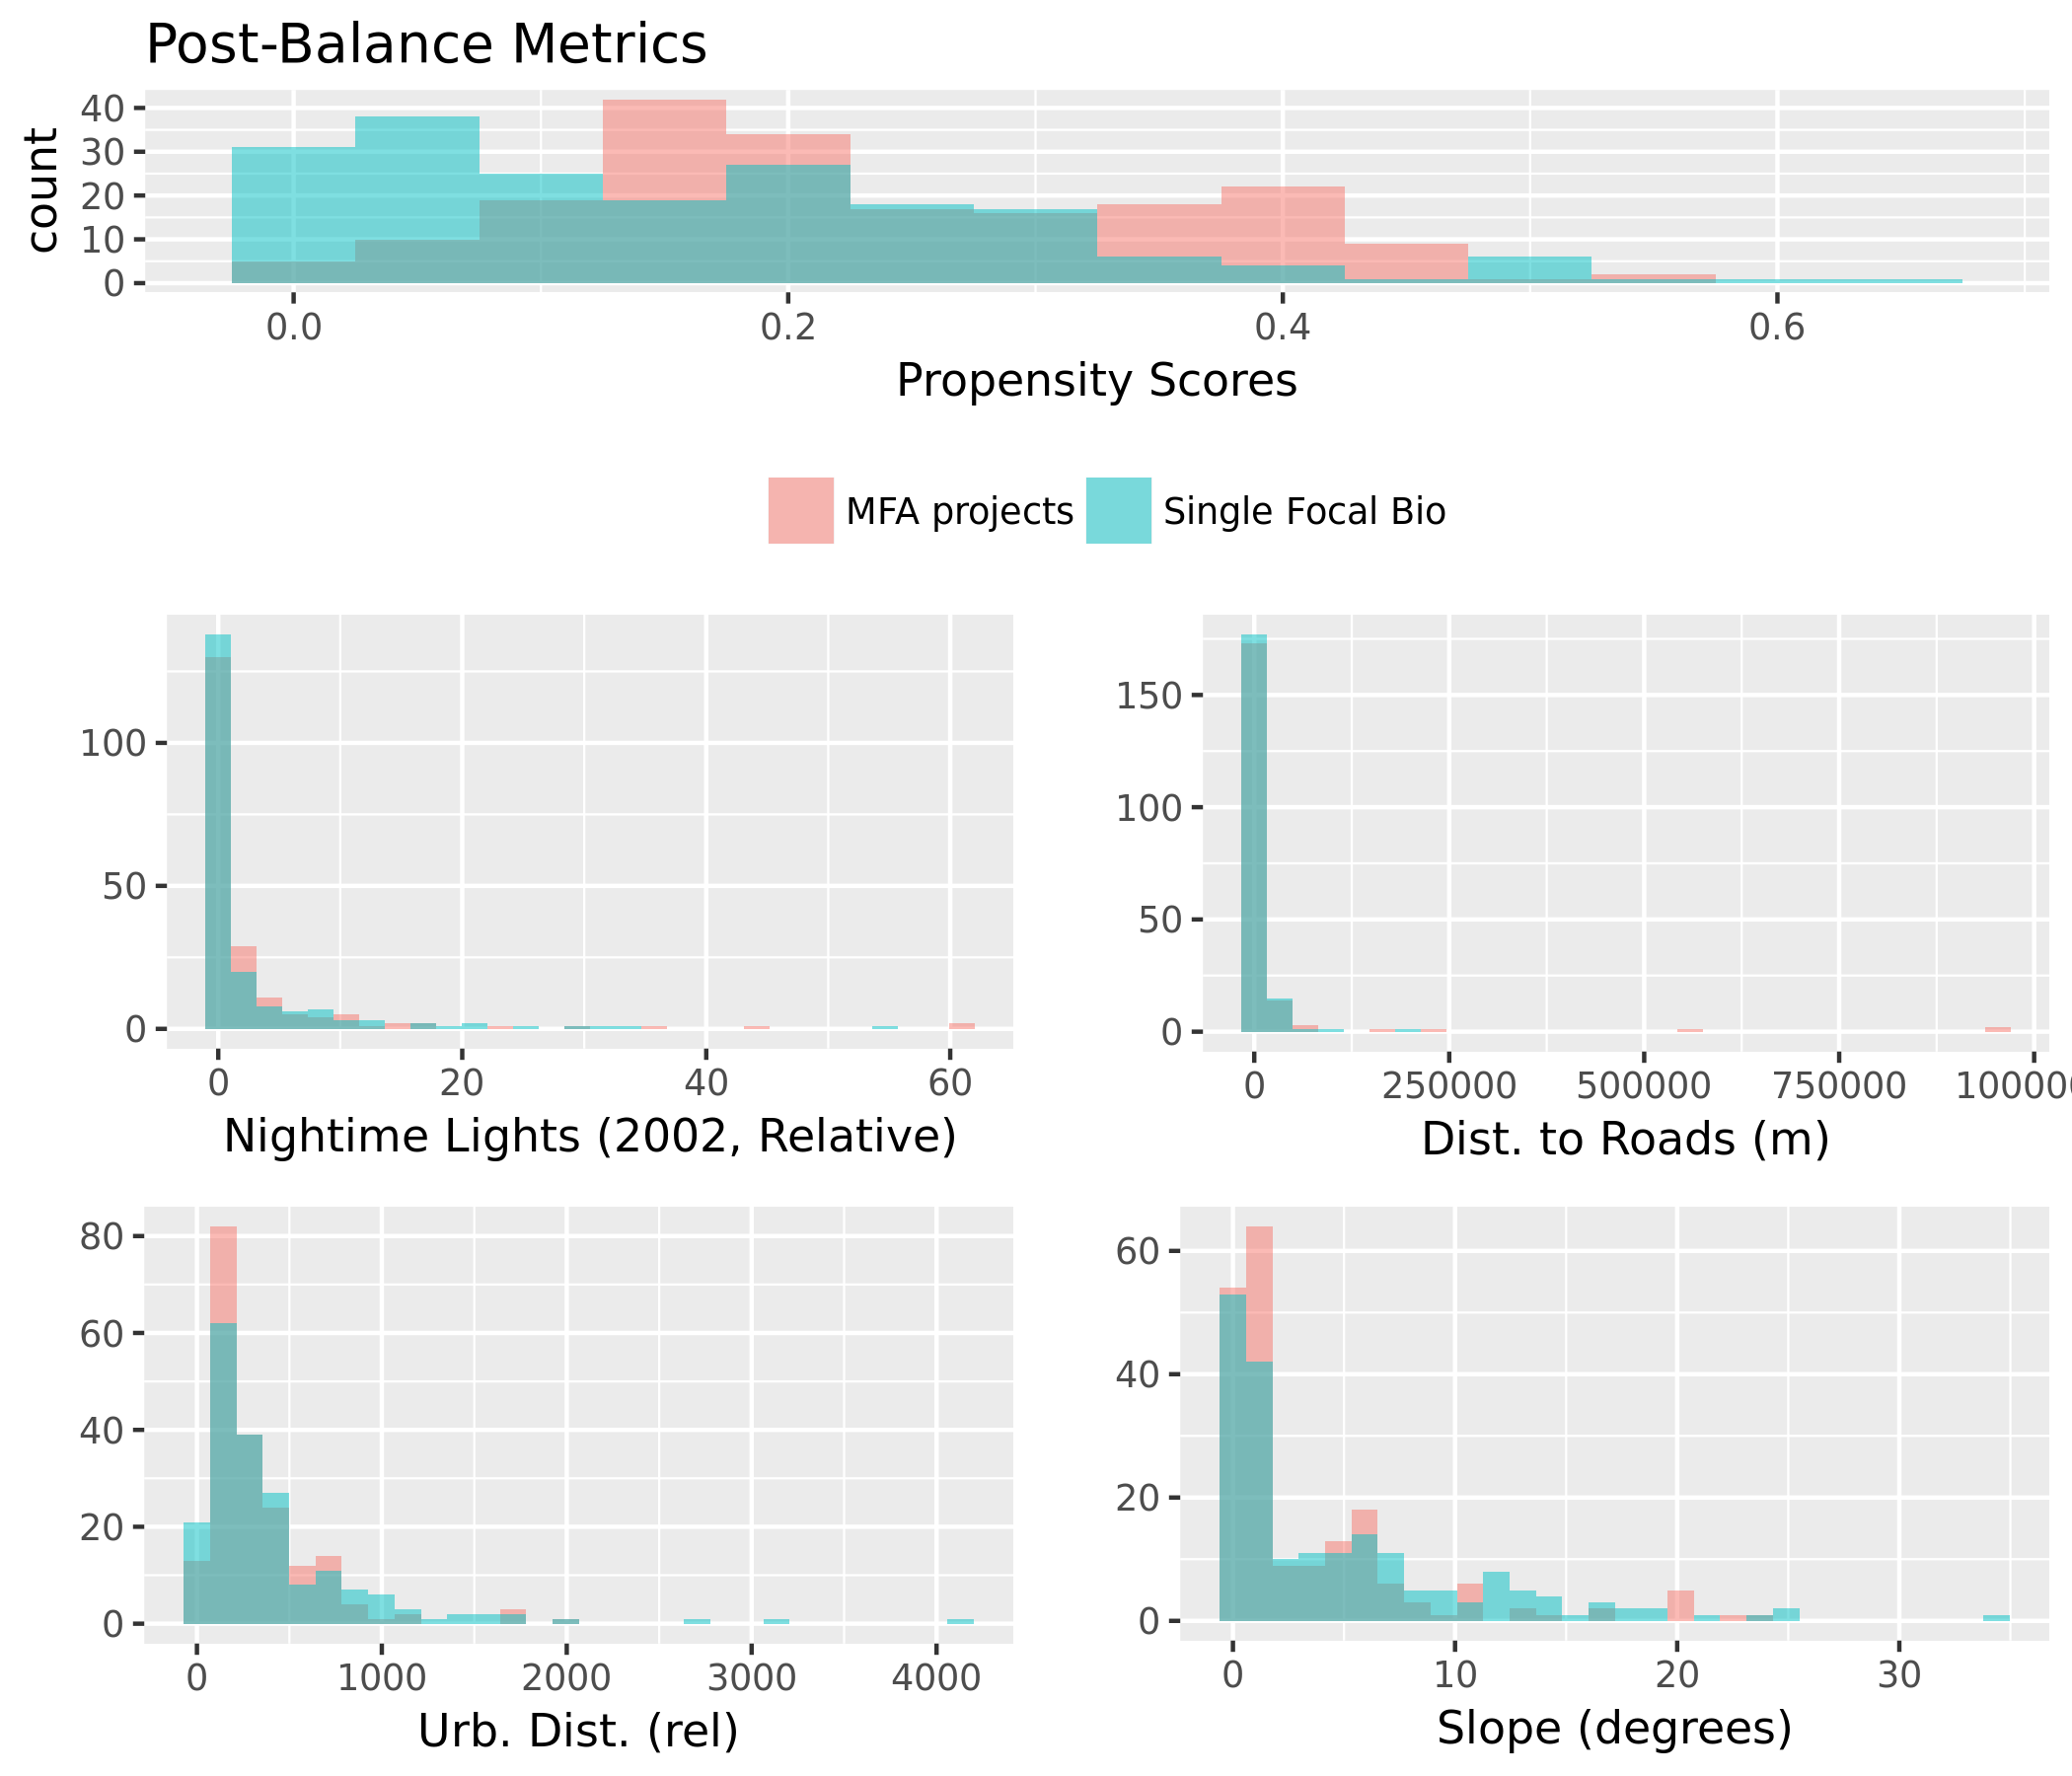 Post-Balance Metrics
count
40
30
20
10
0
0.0 0.2 0.4 0.6
Propensity Scores
MFA projects Single Focal Bio
100
50
0
0 20 40 60
Nightime Lights (2002, Relative)
150
100
50
0
0 250000 500000 750000 100000
Dist. to Roads (m)
80
60
40
20
0
0 1000 2000 3000 4000
Urb. Dist. (rel)
60
40
20
0
0 10 20 30
Slope (degrees)